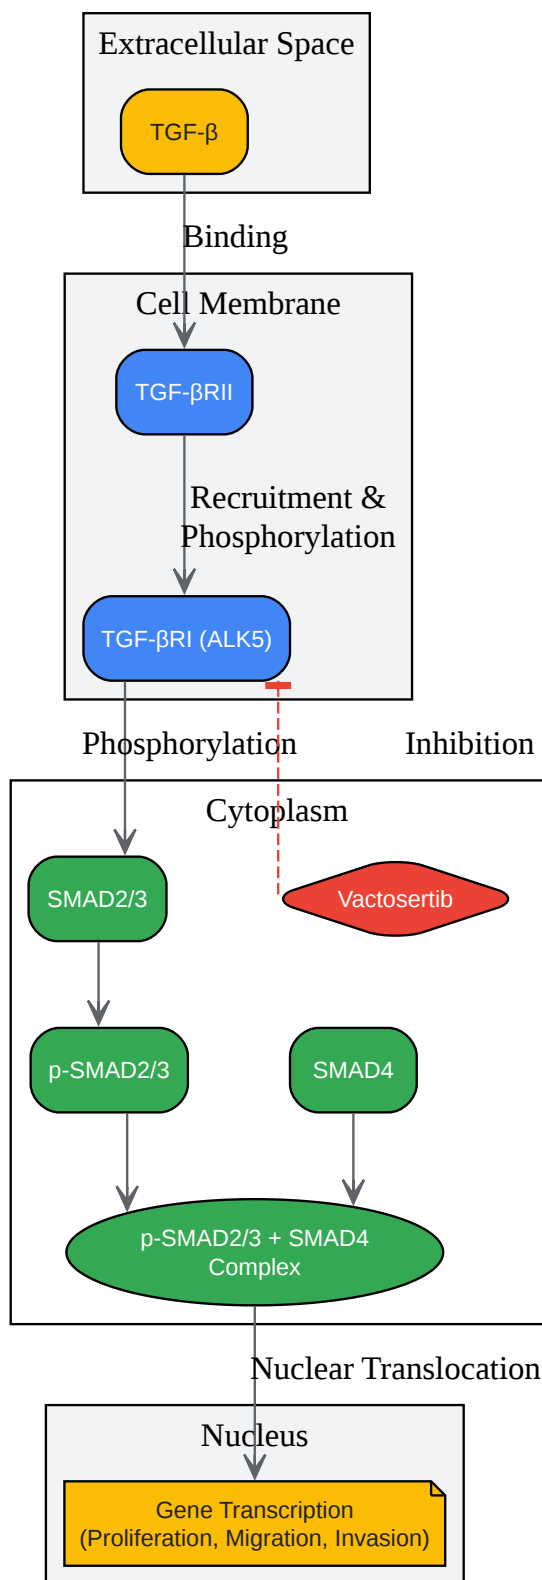 Extracellular Space
TGF-β
Binding
Cell Membrane
TGF-βRII
Recruitment &
Phosphorylation
TGF-βRI (ALK5)
Phosphorylation
Inhibition
Cytoplasm
SMAD2/3
Vactosertib
p-SMAD2/3
SMAD4
p-SMAD2/3 + SMAD4
Complex
Nuclear Translocation
Nucleus
Gene Transcription
(Proliferation, Migration, Invasion)